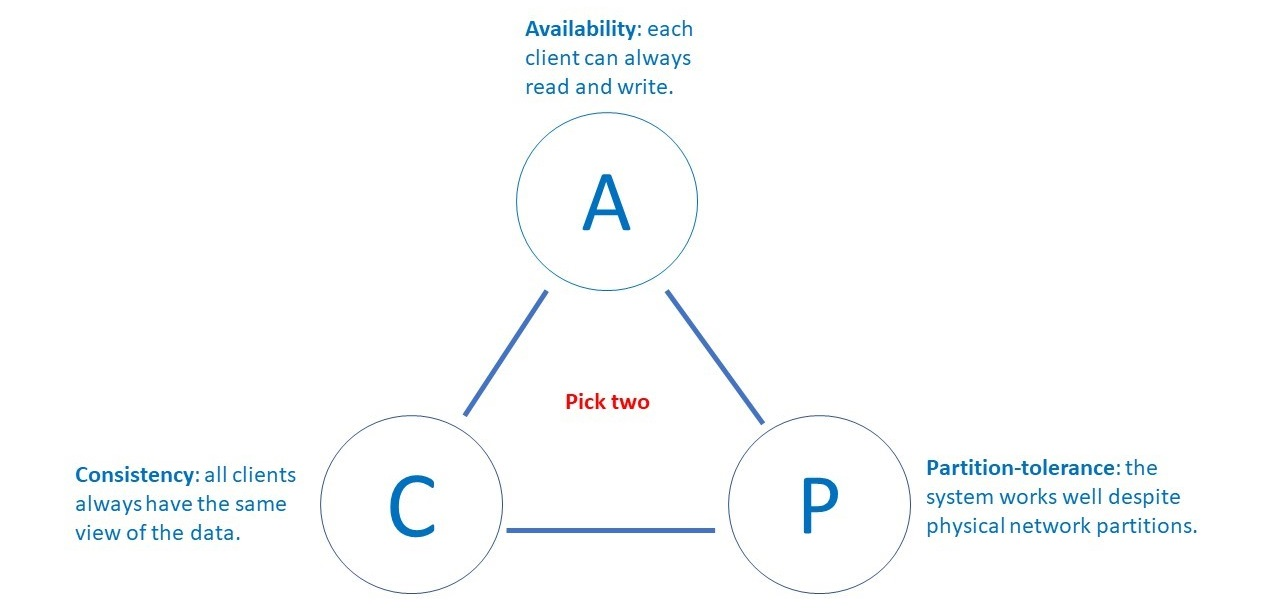 Availability: each
client can always
read and write.
A
Pick two
Consistency: all clients
always have the same
view of the data.
C
P
Partition-tolerance: the
system works well despite
physical network partitions.